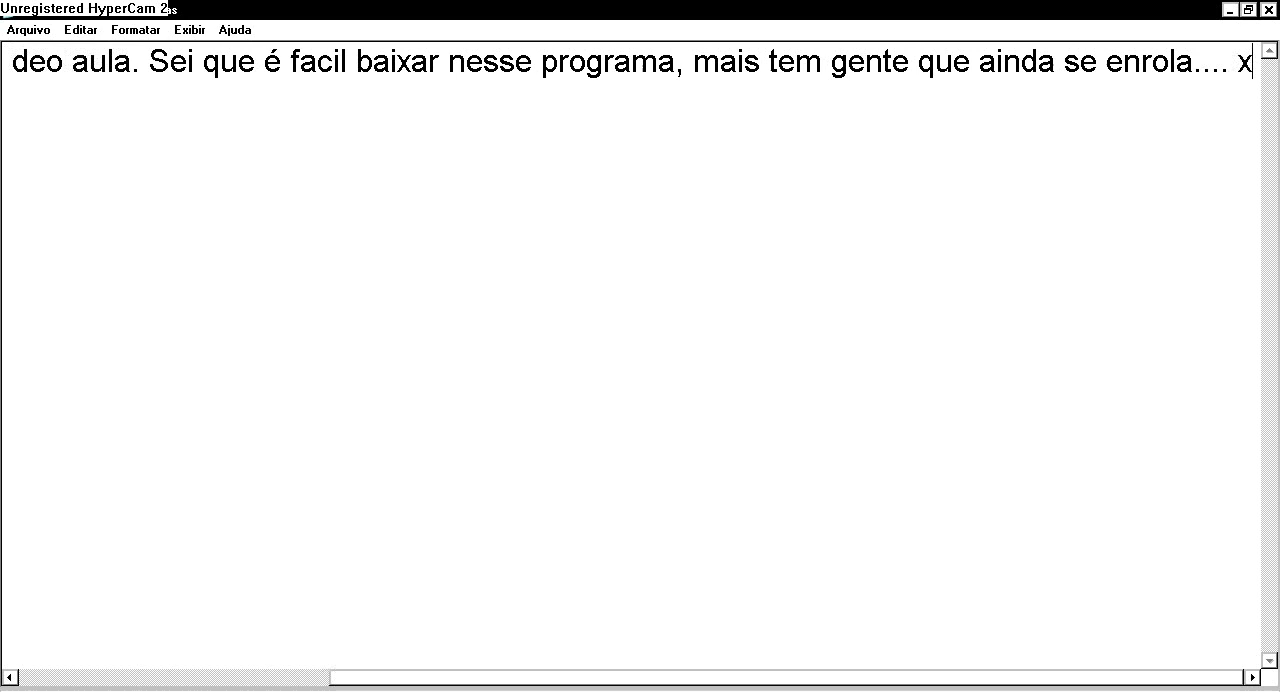 Unregistered HyperCam 2
Arquivo Editar Formatar Exibir Ajuda
deo aula. Sei que é facil baixar nesse programa, mais tem gente que ainda se enrola.... x